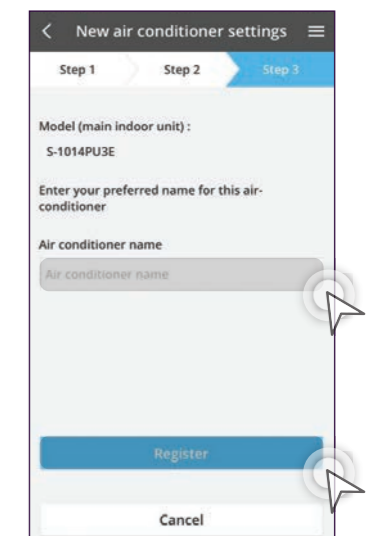 New air conditioner settings
Step 1 Step 2 Step 3
Model (main indoor unit) :
S-1014PU3E
Enter your preferred name for this air-
conditioner
Air conditioner name
Air conditioner name
Register
Cancel